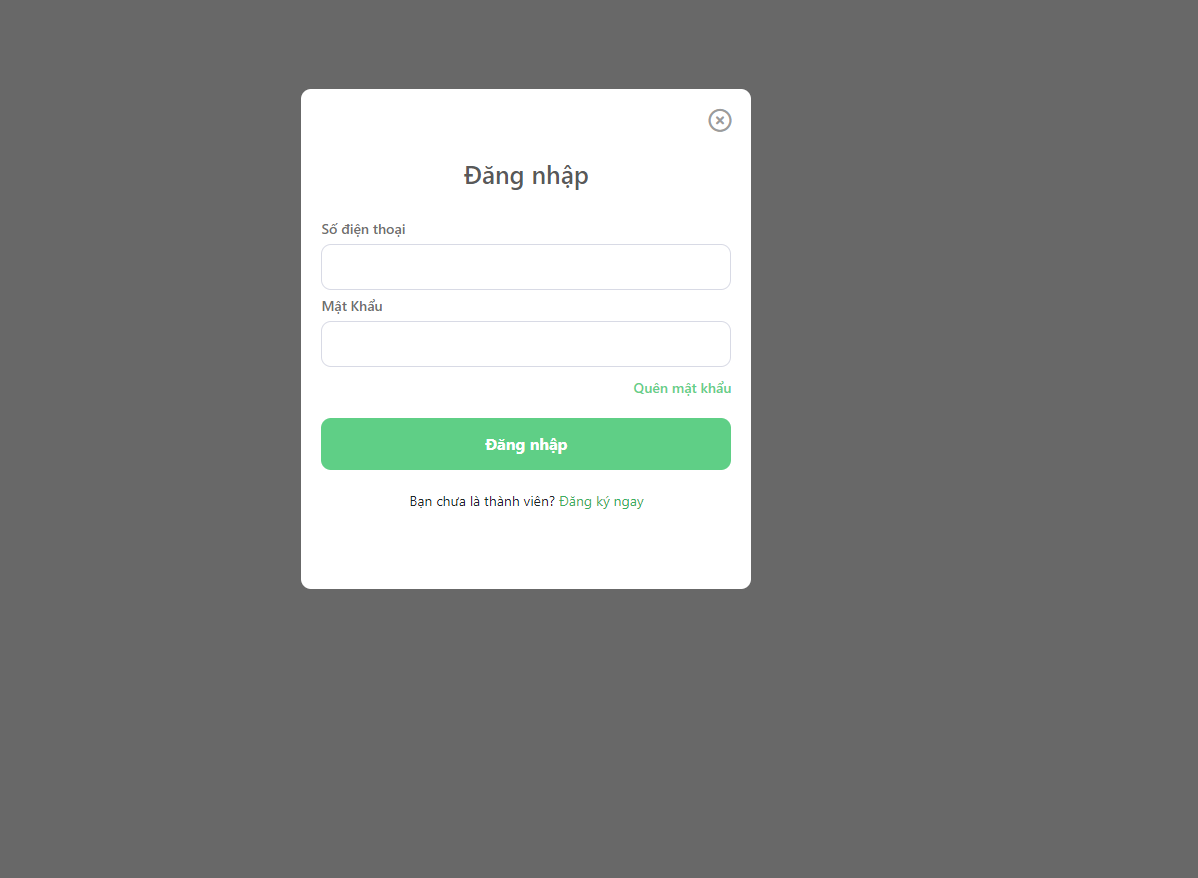 Đăng nhập
Số điện thoại
Mật Khẩu
Quên mật khẩu
Đăng nhập
Bạn chưa là thành viên? Đăng ký ngay